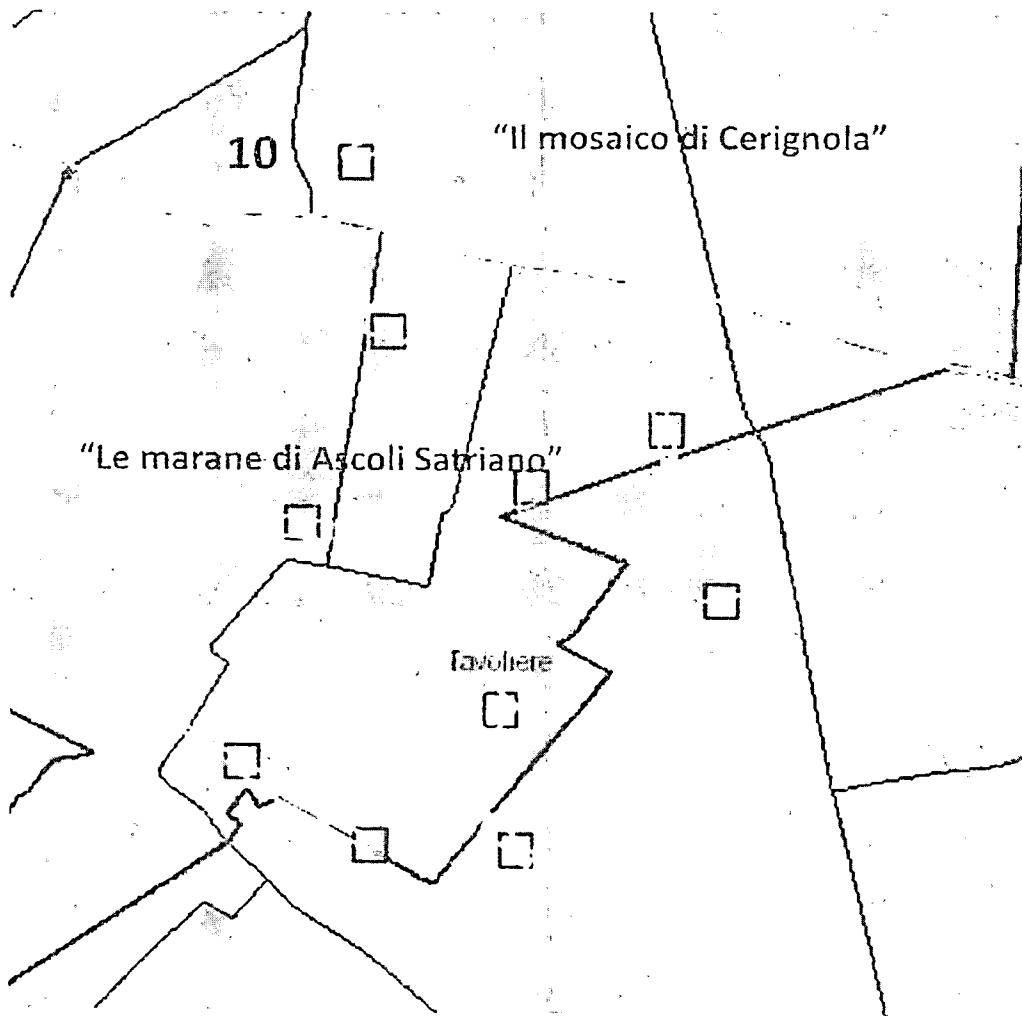 “Il mosaico di Cerignola”
10
“Le marane di Ascoli Satriano”
Tavoliere